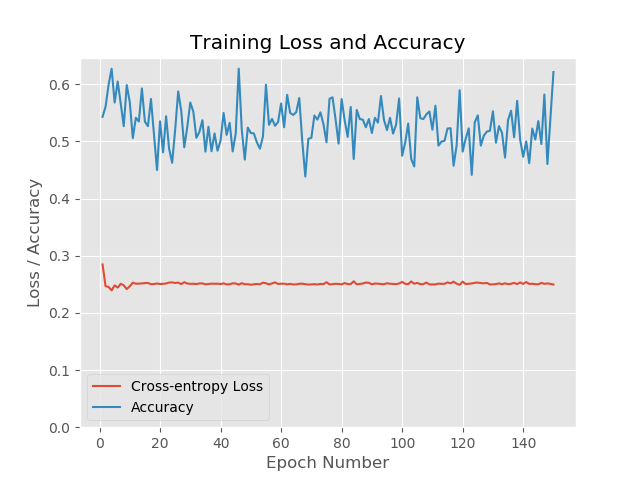 Training Loss and Accuracy
Loss / Accuracy
0.6
0.5
0.4
0.3
0.2
0.1
0.0
Cross-entropy Loss
Accuracy
0 20 40 60 80 100 120 140
Epoch Number